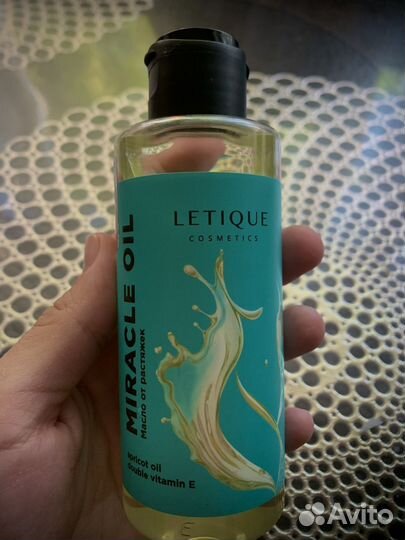 LETIQUE
COSMETICS
MIRACLE OIL
Масло от растяжек
apricot oil
double vitamin E
Avito